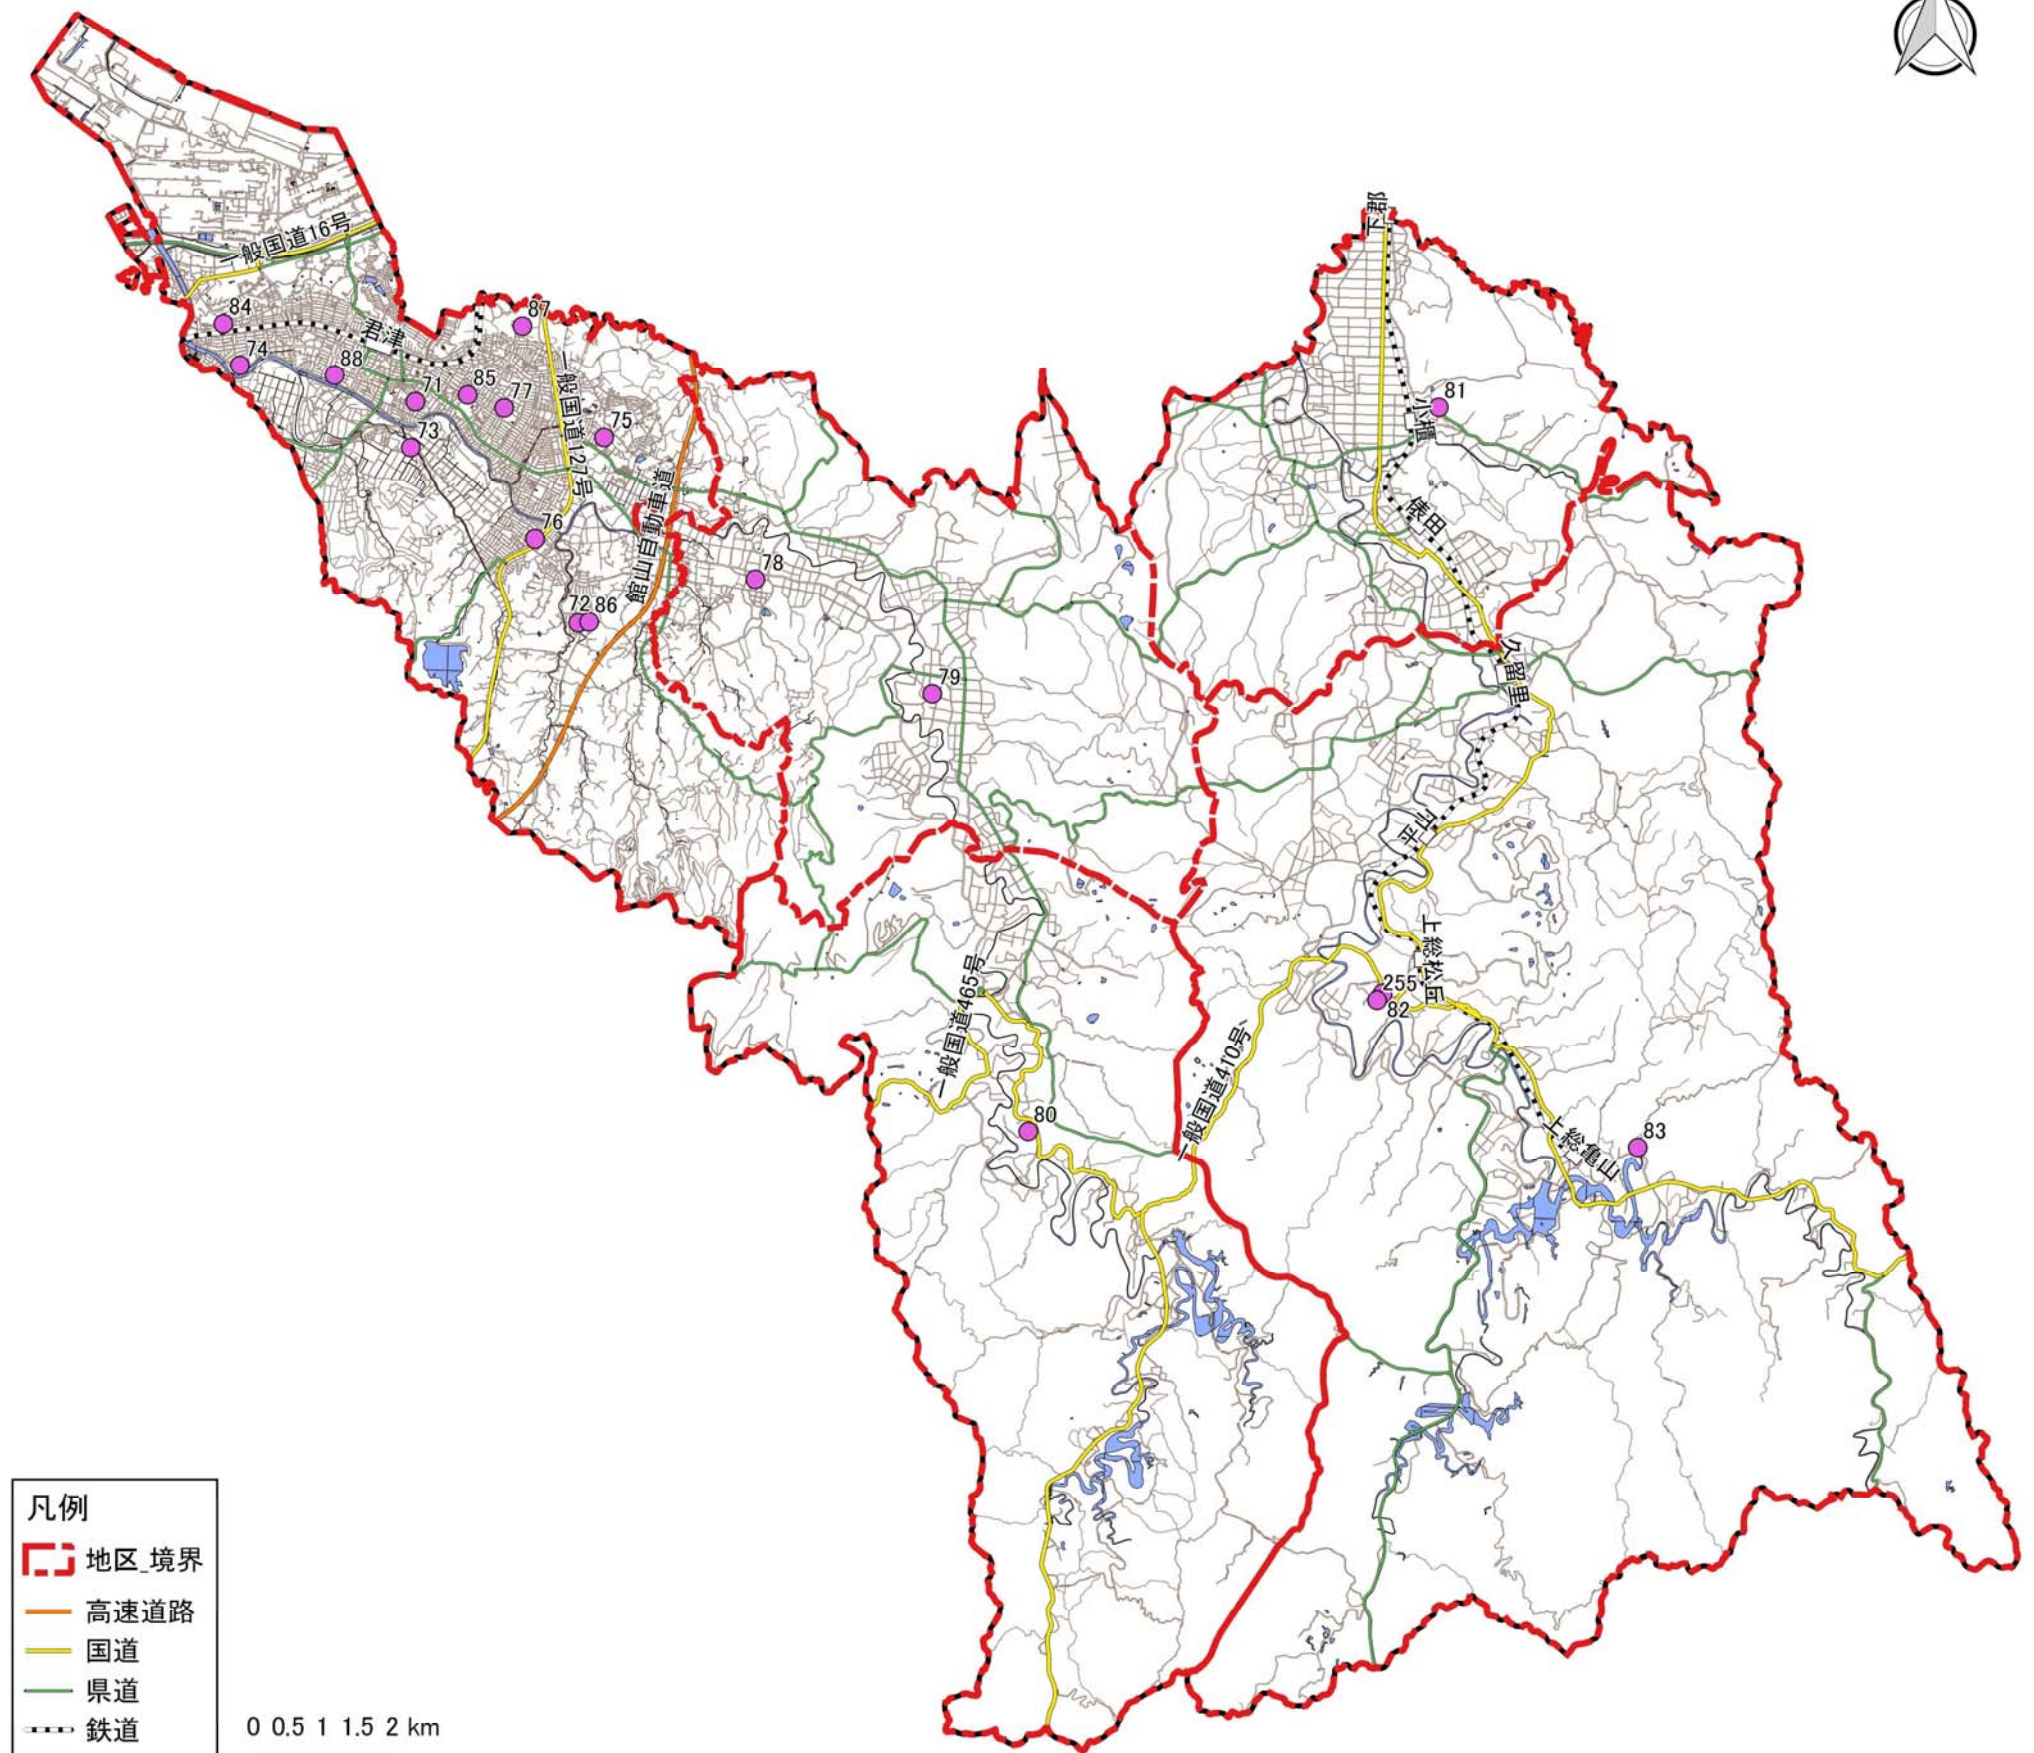 一般国道16号
下郡
84
君津
87
74
88
71
85
77
一般国道127号
75
73
81
小櫃
俵田
76
館山自動車道
78
72
86
久留里
79
平山
上総松丘
255
82
一般国道465号
一般国道410号
80
上総亀山
83
凡例
地区_境界
高速道路
国道
県道
鉄道
0 0.5 1 1.5 2 km